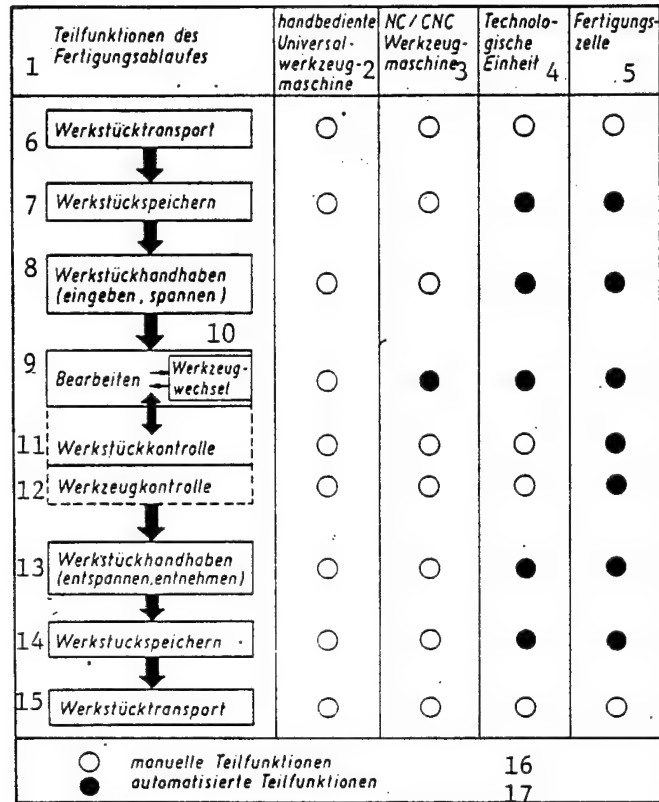 1 Teilfunktionen des
Fertigungsablaufes
handbediente
Universal-
werkzeug-
maschine 2
NC/CNC
Werkzeug-
maschine 3
Technolo-
gische
Einheit 4
Fertigungs-
zelle
5
6 Werkstücktransport
7 Werkstückspeichern
8 Werkstückhandhaben
(eingeben, spannen)
10
9 Bearbeiten
Werkzeug-
wechsel
11 Werkstückkontrolle
12 Werkzeugkontrolle
13 Werkstückhandhaben
(entspannen, entnehmen)
14 Werkstuckspeichern
15 Werkstücktransport
manuelle Teilfunktionen 16
automatisierte Teilfunktionen 17